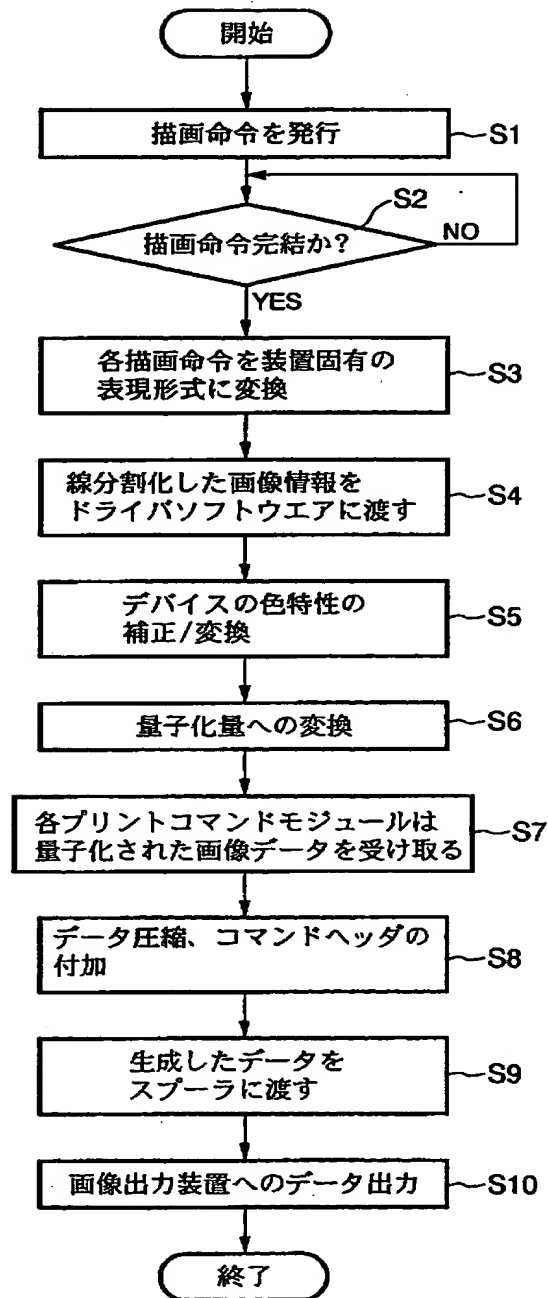 開始
描画命令を発行
S1
S2
描画命令完結か?
NO
YES
各描画命令を装置固有の
表現形式に変換
S3
線分割化した画像情報を
ドライバソフトウエアに渡す
S4
デバイスの色特性の
補正/変換
S5
量子化量への変換
S6
各プリントコマンドモジュールは
量子化された画像データを受け取る
S7
データ圧縮、コマンドヘッダの
付加
S8
生成したデータを
スプーラに渡す
S9
画像出力装置へのデータ出力
S10
終了